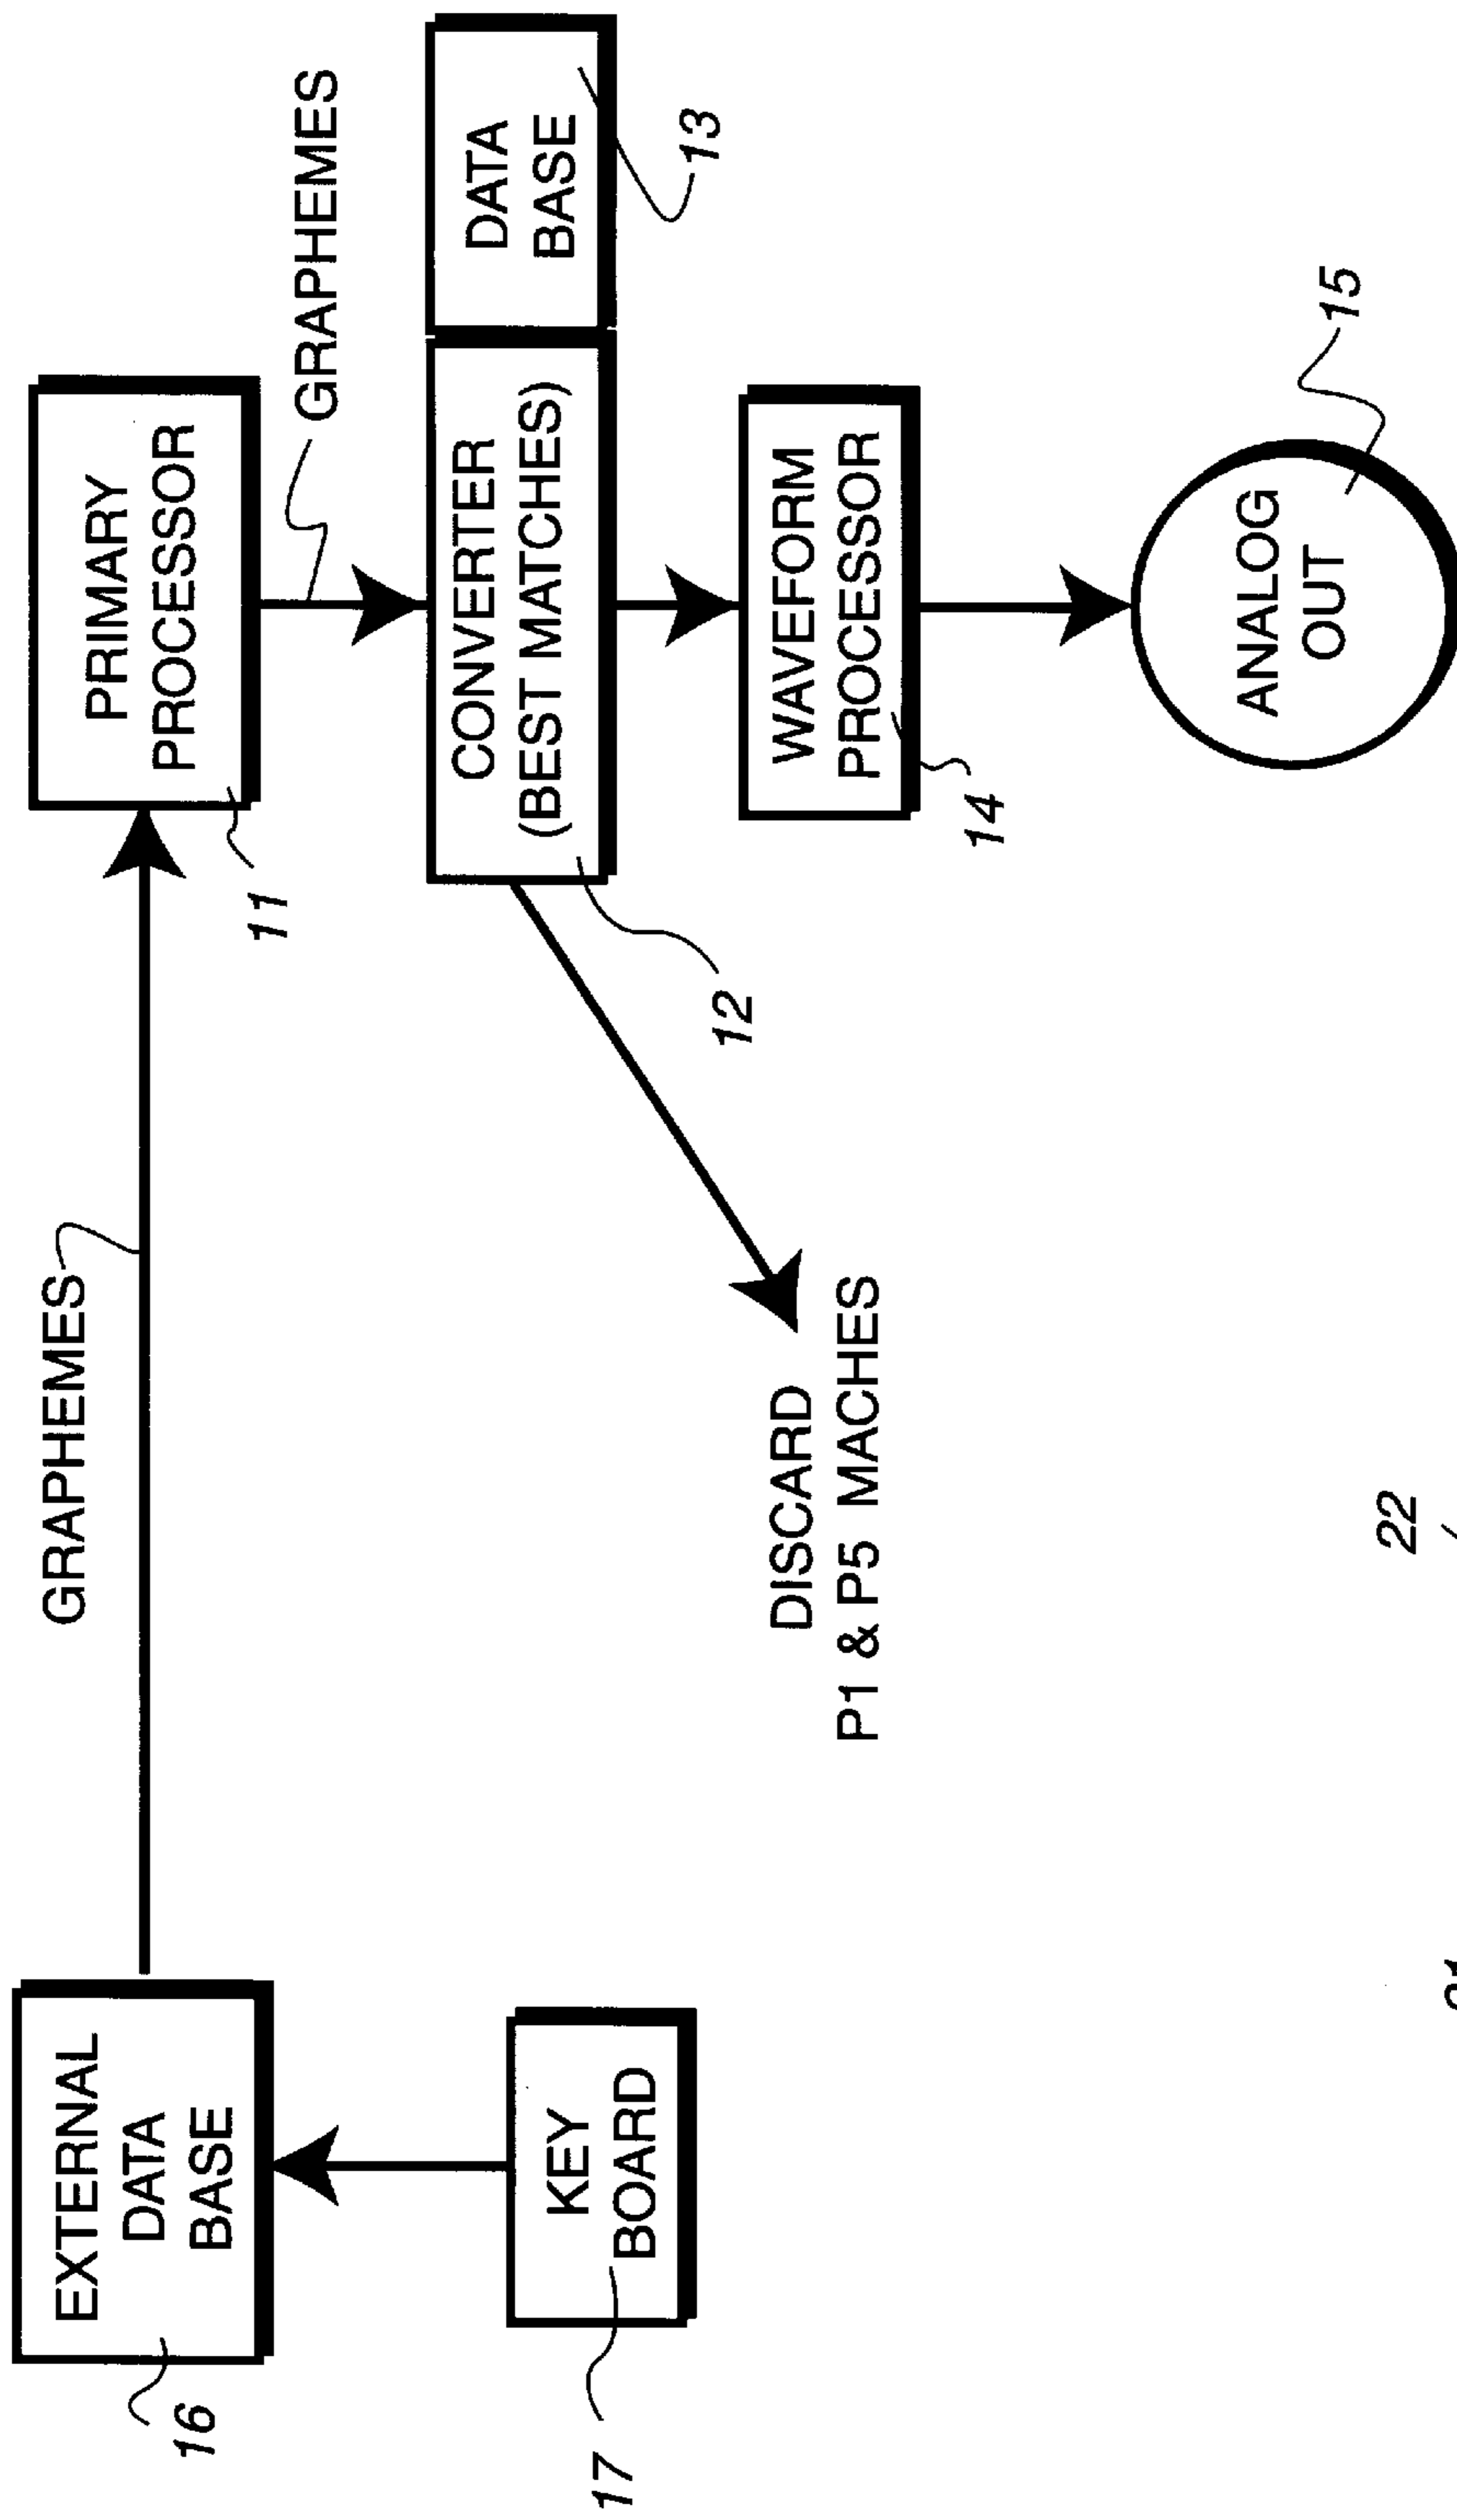 EXTERNAL
DATA
BASE
16
KEY
BOARD
17
GRAPHEMES
PRIMARY
PROCESSOR
11
GRAPHEMES
CONVERTER
(BEST MATCHES)
12
DATA
BASE
13
DISCARD
P1 & P5 MACHES
WAVEFORM
PROCESSOR
14
ANALOG
OUT
15
22